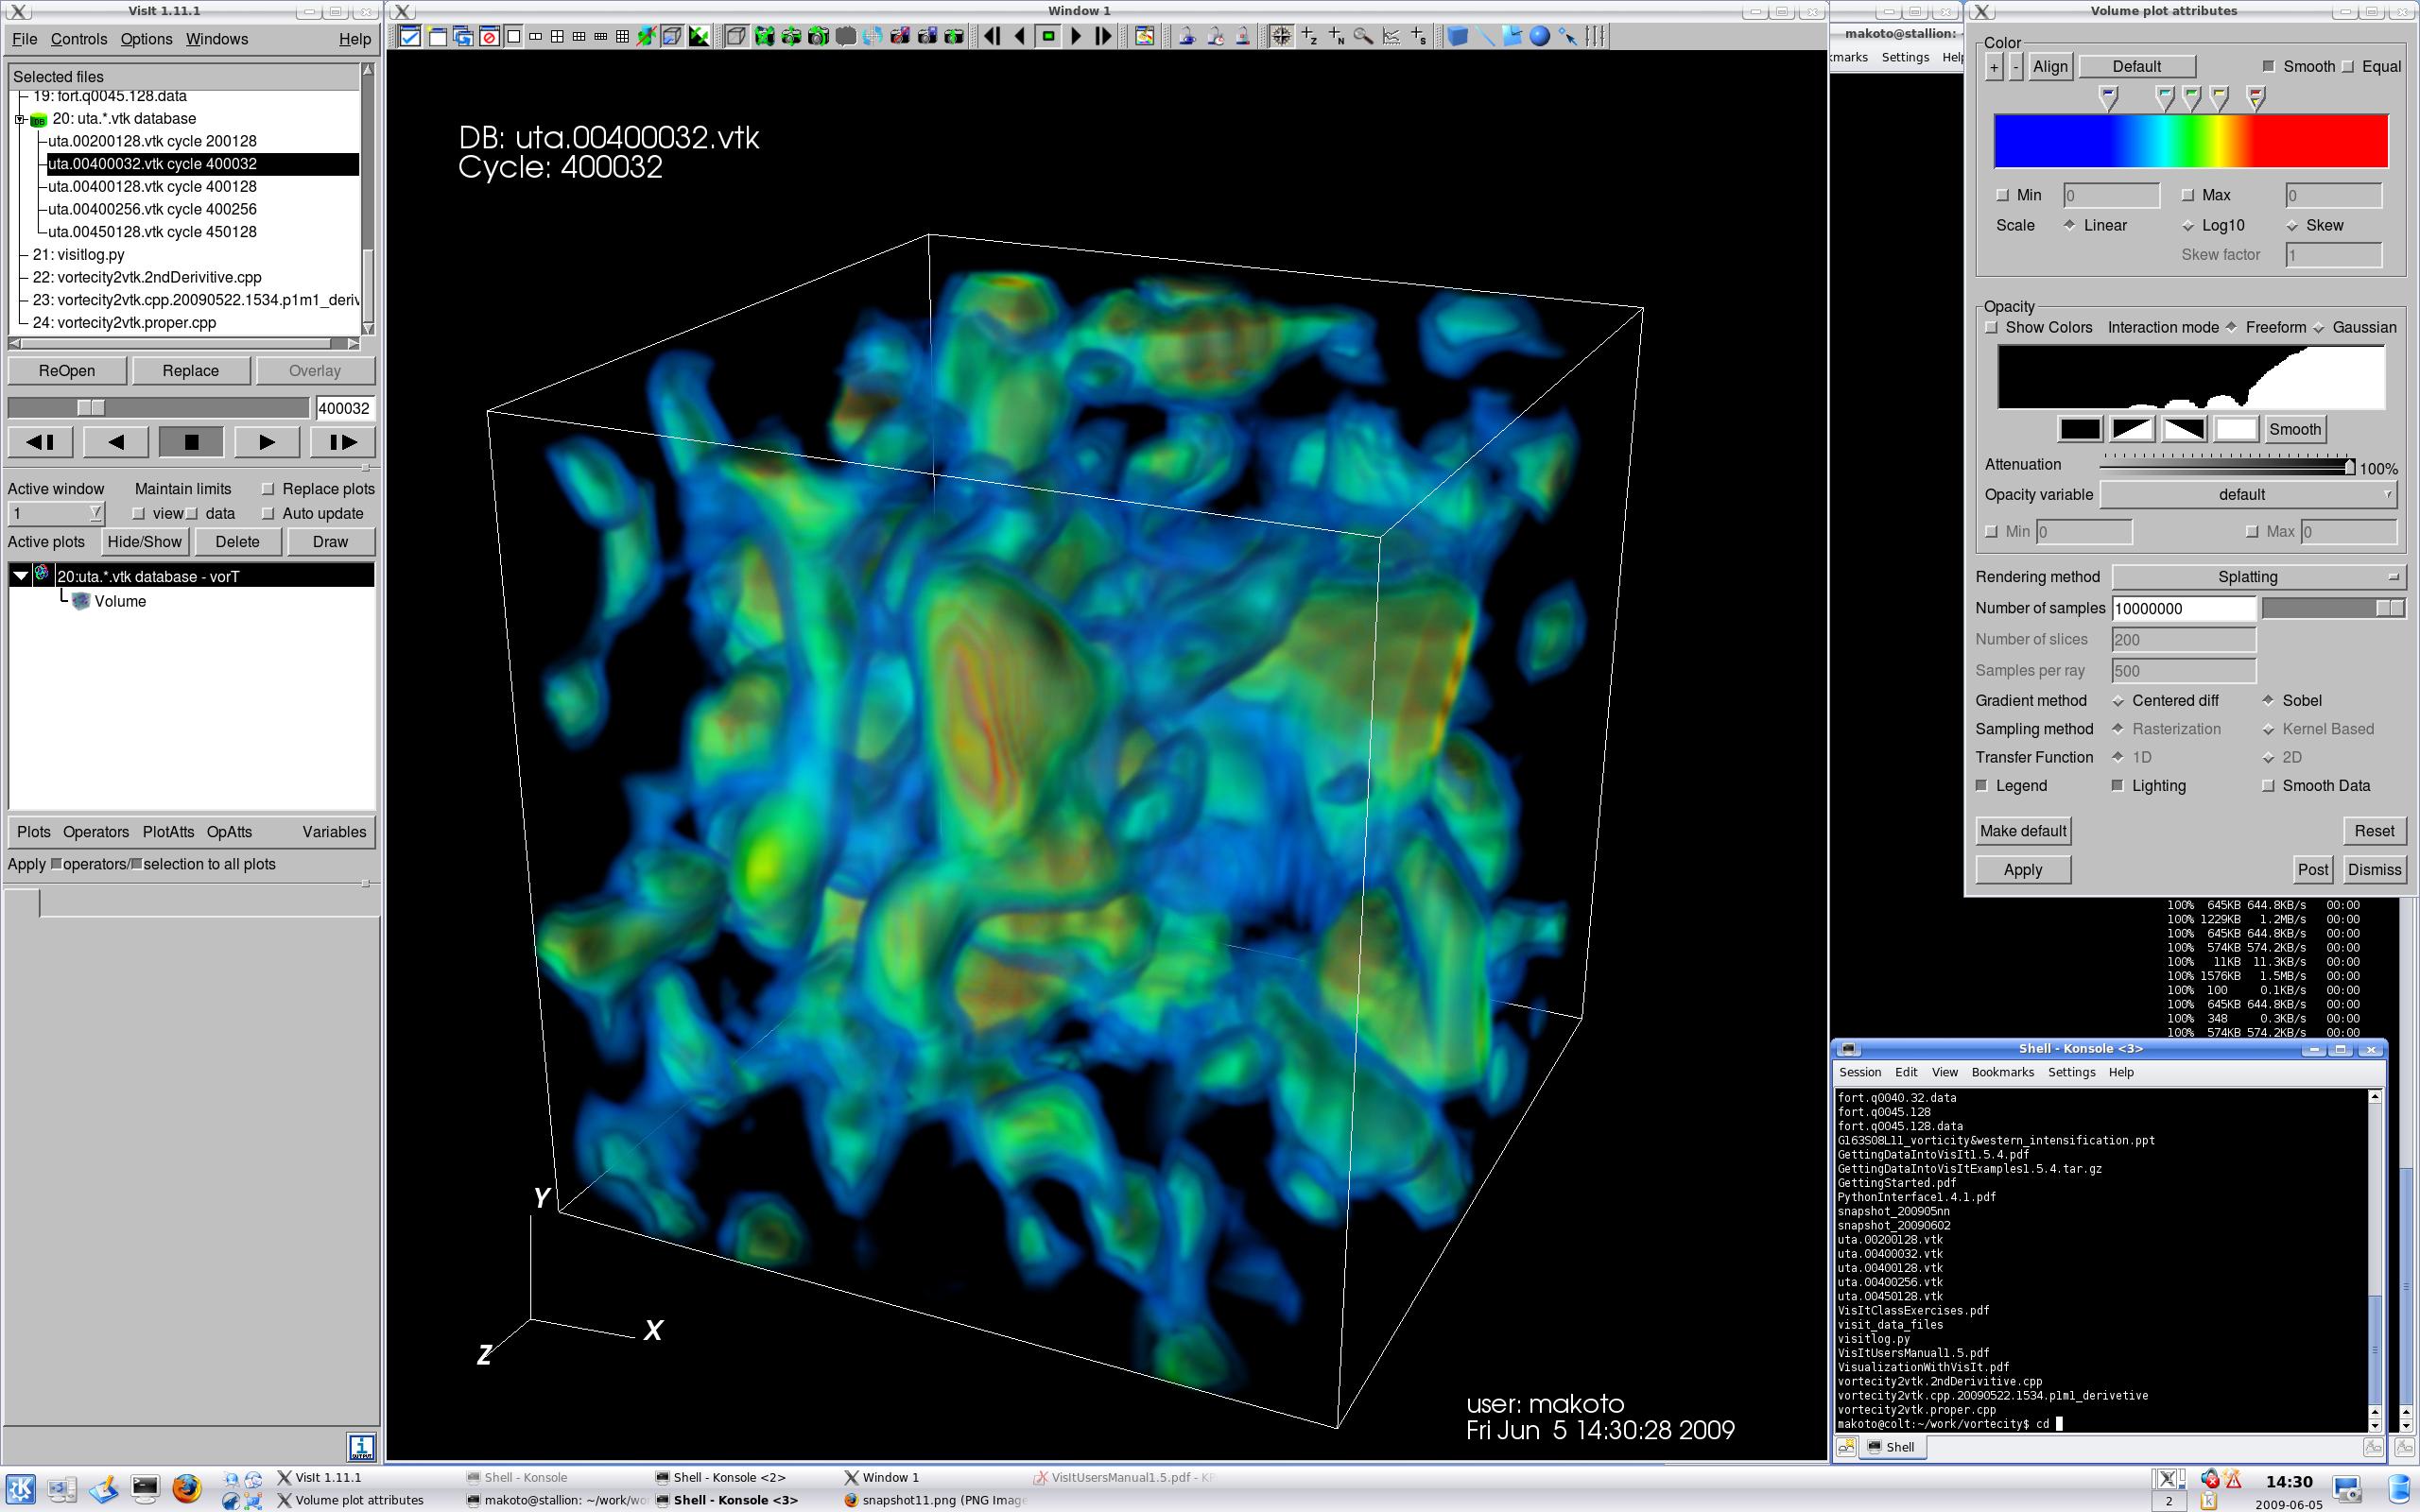 VisIt 1.11.1
File Controls Options Windows Help
Selected files
19: fort.q0045.128.data
20: uta.*.vtk database
uta.00200128.vtk cycle 200128
uta.00400032.vtk cycle 400032
uta.00400128.vtk cycle 400128
uta.00400256.vtk cycle 400256
uta.00450128.vtk cycle 450128
21: visitlog.py
22: vortecity2vtk.2ndDerivitive.cpp
23: vortecity2vtk.cpp.20090522.1534.p1m1_deriv
24: vortecity2vtk.proper.cpp
ReOpen Replace Overlay
400032
Active window Maintain limits Replace plots
1 view data Auto update
Active plots Hide/Show Delete Draw
20:uta.*.vtk database - vorT
Volume
Plots Operators PlotAtts OpAtts Variables
Apply operators/ selection to all plots
Window 1
DB: uta.00400032.vtk
Cycle: 400032
Y
X
Z
user: makoto
Fri Jun 5 14:30:28 2009
makoto@stallion:
marks Settings Help
Volume plot attributes
Color
+ - Align Default Smooth Equal
Min 0 Max 0
Scale Linear Log10 Skew
Skew factor 1
Opacity
Show Colors Interaction mode Freeform Gaussian
Smooth
Attenuation 100%
Opacity variable default
Min 0 Max 0
Rendering method Splatting
Number of samples 10000000
Number of slices 200
Samples per ray 500
Gradient method Centered diff Sobel
Sampling method Rasterization Kernel Based
Transfer Function 1D 2D
Legend Lighting Smooth Data
Make default Reset
Apply Post Dismiss
100% 645KB 644.8KB/s 00:00
100% 1229KB 1.2MB/s 00:00
100% 645KB 644.8KB/s 00:00
100% 574KB 574.2KB/s 00:00
100% 11KB 11.3KB/s 00:00
100% 1576KB 1.5MB/s 00:00
100% 100 0.1KB/s 00:00
100% 645KB 644.8KB/s 00:00
100% 348 0.3KB/s 00:00
100% 574KB 574.2KB/s 00:00
Shell - Konsole <3>
Session Edit View Bookmarks Settings Help
fort.q0040.32.data
fort.q0045.128
fort.q0045.128.data
G163S08L11_vorticity&western_intensification.ppt
GettingDataIntoVisIt1.5.4.pdf
GettingDataIntoVisItExamples1.5.4.tar.gz
GettingStarted.pdf
PythonInterface1.4.1.pdf
snapshot_200905nn
snapshot_20090602
uta.00200128.vtk
uta.00400032.vtk
uta.00400128.vtk
uta.00400256.vtk
uta.00450128.vtk
VisItClassExercises.pdf
visit_data_files
visitlog.py
VisItUsersManual1.5.pdf
VisualizationWithVisIt.pdf
vortecity2vtk.2ndDerivitive.cpp
vortecity2vtk.cpp.20090522.1534.p1m1_derivetive
vortecity2vtk.proper.cpp
makoto@colt:~/work/vortecity$ cd
Shell
VisIt 1.11.1 Shell - Konsole Shell - Konsole <2> Window 1 VisItUsersManual1.5.pdf - KP
Volume plot attributes makoto@stallion: ~/work/wo Shell - Konsole <3> snapshot11.png (PNG Image
2
14:30
2009-06-05